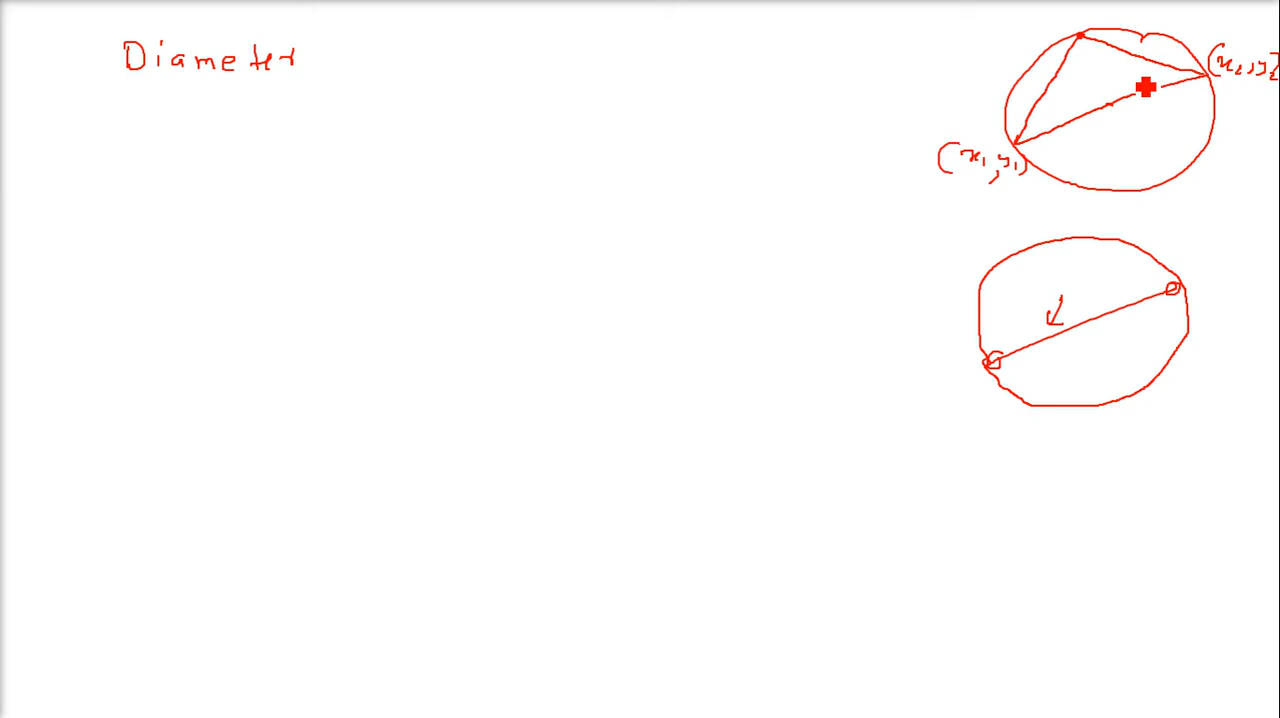 Diameter
(x₂, y₂
(x₁, y₁)